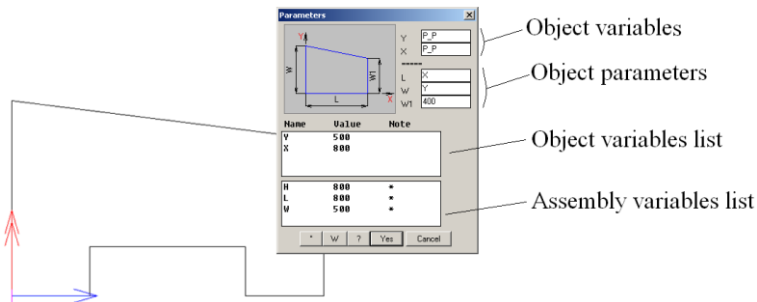 Parameters
Y P_P
X P_P
-----
L X
W Y
W1 400
Y
W
W1
L
X
Name Value Note
Y 500
X 800
H 800 *
L 800 *
W 500 *
* W ? Yes Cancel
Object variables
Object parameters
Object variables list
Assembly variables list